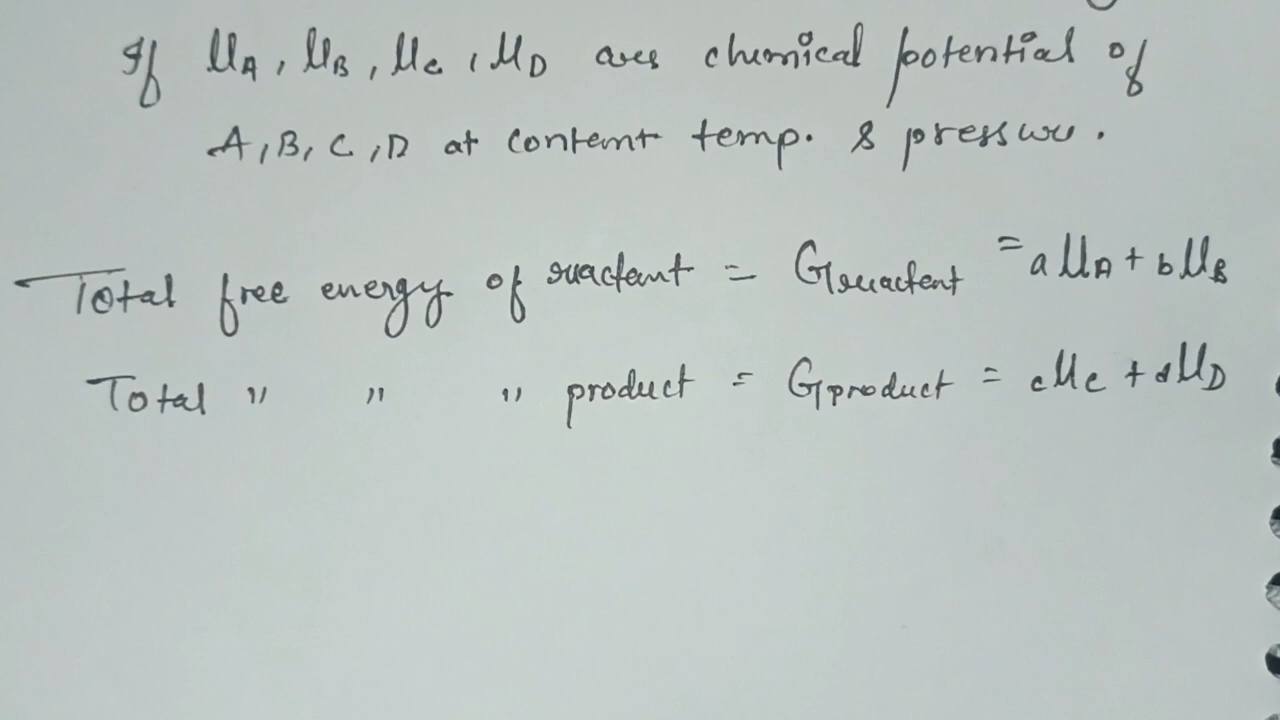 If μA, μB, μC, μD are chemical potential of
A, B, C, D at contant temp. & pressure.
Total free energy of reactant = Greactant = aμA + bμB
Total " " " product = Gproduct = cμC + dμD